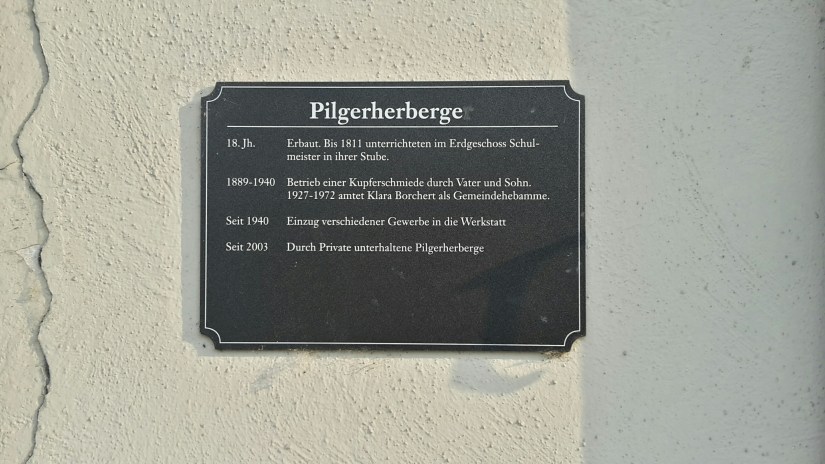 Pilgerherberge
18. Jh. Erbaut. Bis 1811 unterrichteten im Erdgeschoss Schul-
meister in ihrer Stube.
1889-1940 Betrieb einer Kupferschmiede durch Vater und Sohn.
1927-1972 amtet Klara Borchert als Gemeindehebamme.
Seit 1940 Einzug verschiedener Gewerbe in die Werkstatt
Seit 2003 Durch Private unterhaltene Pilgerherberge